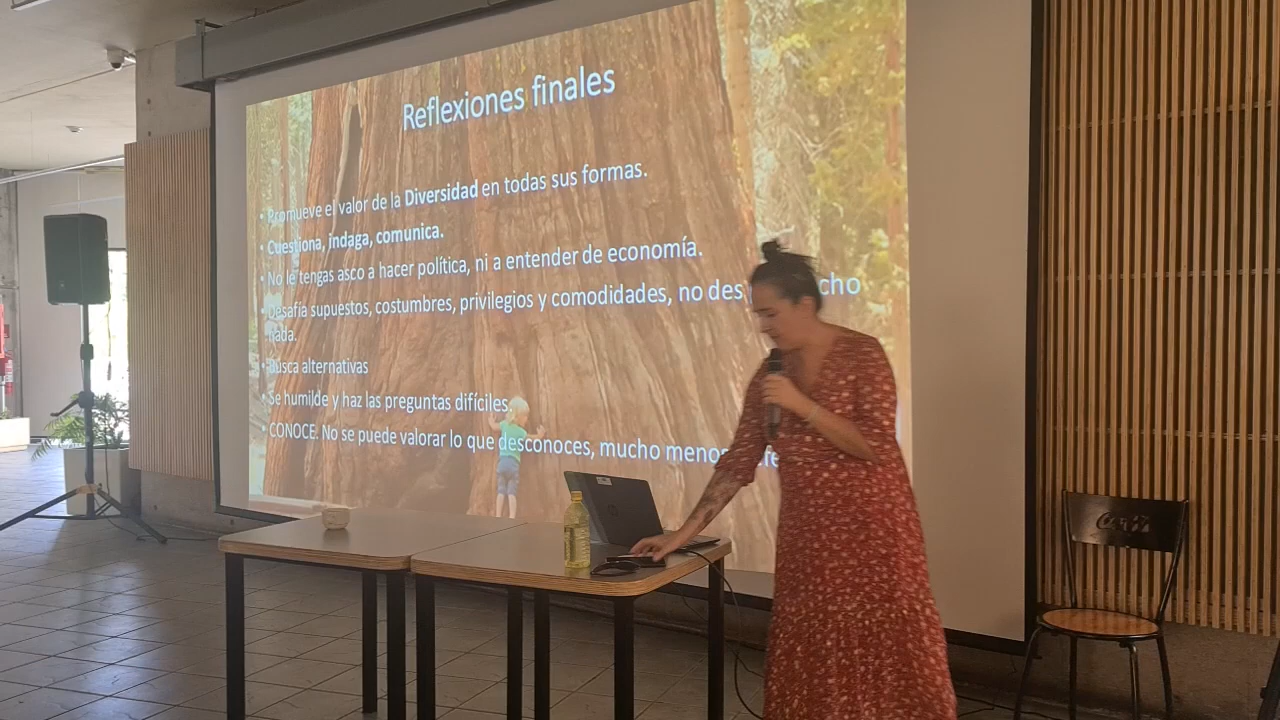 Reflexiones finales
• Promueve el valor de la Diversidad en todas sus formas.
• Cuestiona, indaga, comunica.
• No le tengas asco a hacer política, ni a entender de economía.
• Desafía supuestos, costumbres, privilegios y comodidades, no des
nada.
• Busca alternativas
• Se humilde y haz las preguntas difíciles.
• CONOCE. No se puede valorar lo que desconoces, mucho menos